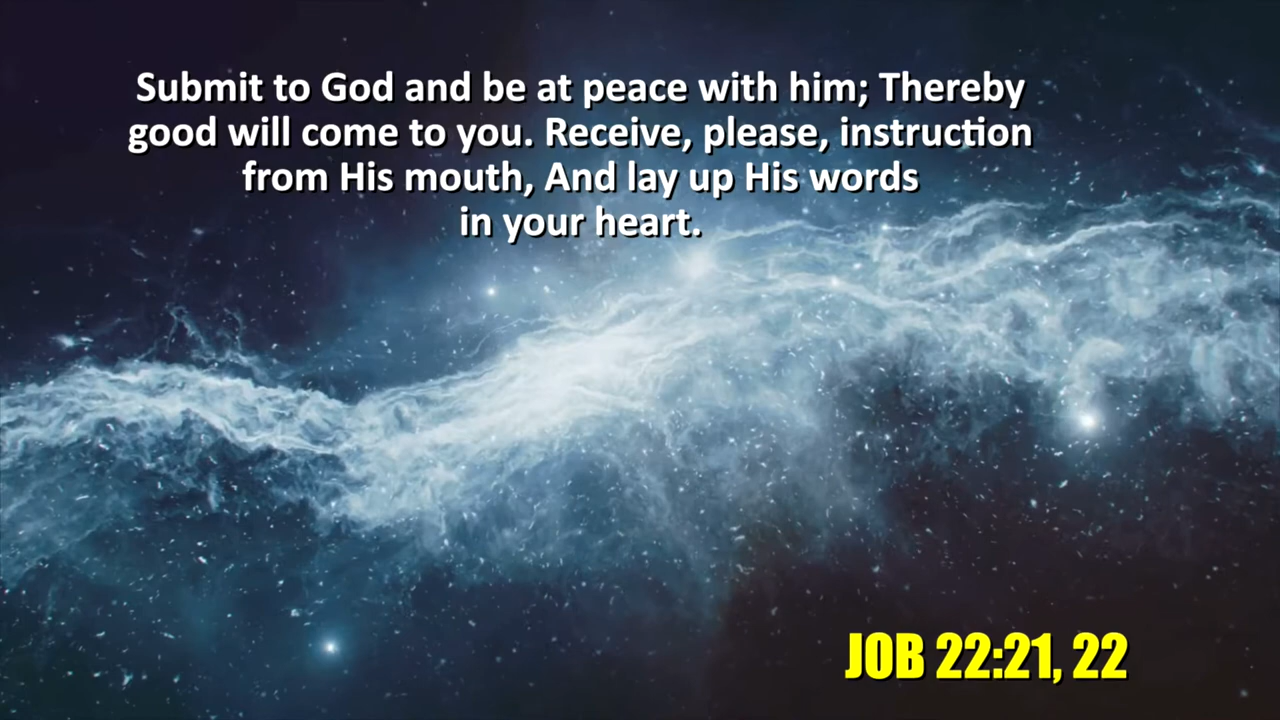 Submit to God and be at peace with him; Thereby
good will come to you. Receive, please, instruction
from His mouth, And lay up His words
in your heart.
JOB 22:21, 22